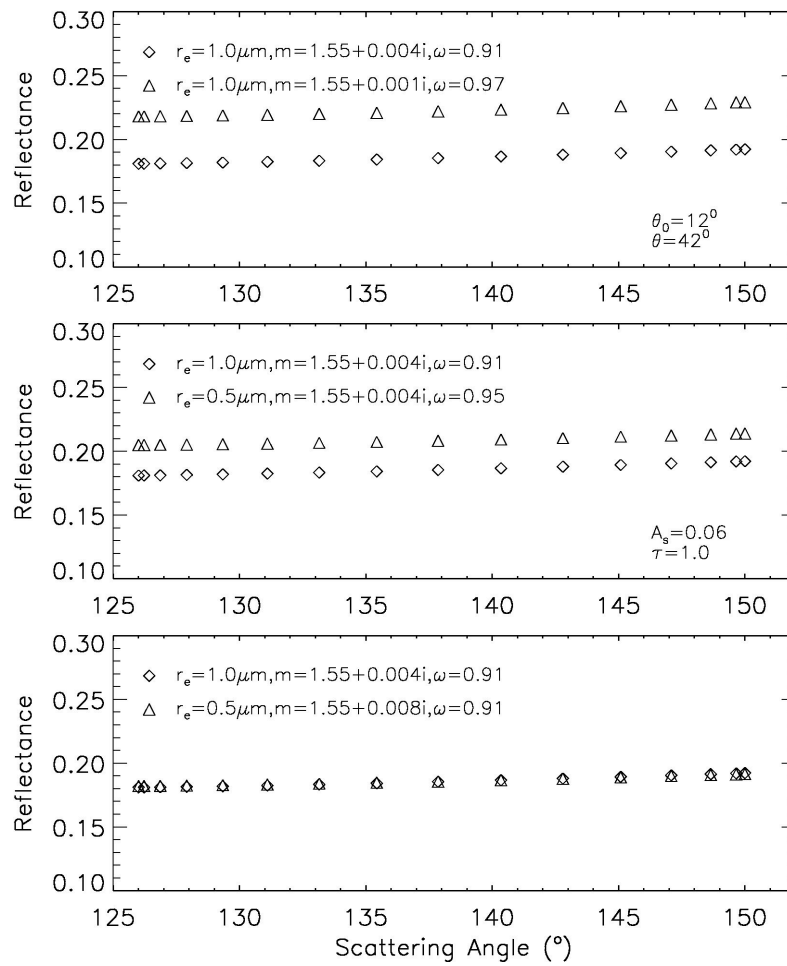 0.30
r_e=1.0μm,m=1.55+0.004i,ω=0.91
r_e=1.0μm,m=1.55+0.001i,ω=0.97
0.25
0.20
0.15
0.10
Reflectance
θ_0=12⁰
θ=42⁰
125 130 135 140 145 150
0.30
r_e=1.0μm,m=1.55+0.004i,ω=0.91
r_e=0.5μm,m=1.55+0.004i,ω=0.95
0.25
0.20
0.15
0.10
Reflectance
A_s=0.06
τ=1.0
125 130 135 140 145 150
0.30
r_e=1.0μm,m=1.55+0.004i,ω=0.91
r_e=0.5μm,m=1.55+0.008i,ω=0.91
0.25
0.20
0.15
0.10
Reflectance
125 130 135 140 145 150
Scattering Angle (°)